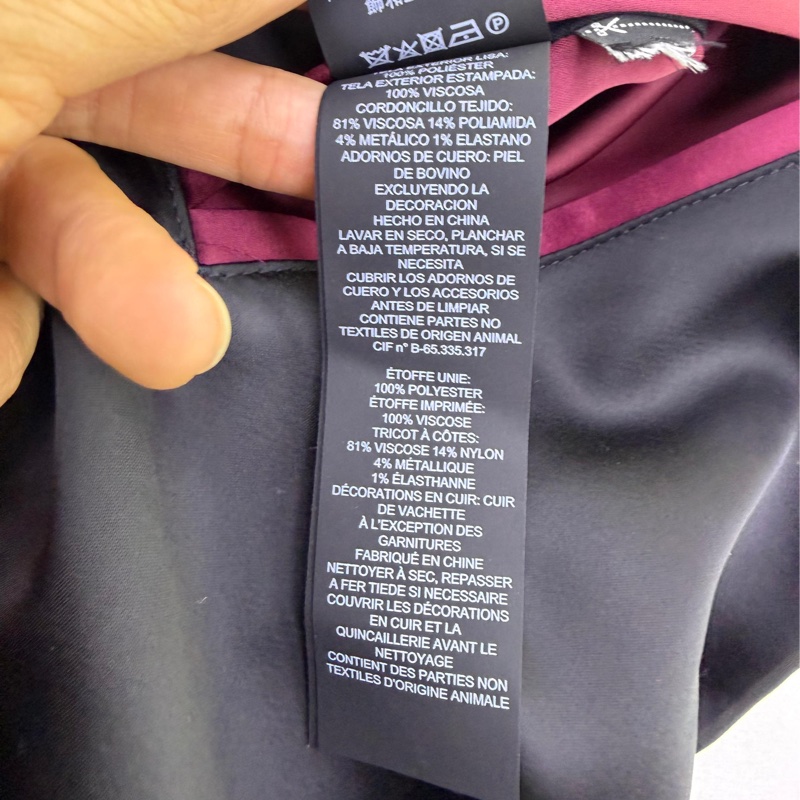 TELA EXTERIOR LISA:
100% POLIÉSTER
TELA EXTERIOR ESTAMPADA:
100% VISCOSA
CORDONCILLO TEJIDO:
81% VISCOSA 14% POLIAMIDA
4% METÁLICO 1% ELASTANO
ADORNOS DE CUERO: PIEL
DE BOVINO
EXCLUYENDO LA
DECORACION
HECHO EN CHINA
LAVAR EN SECO, PLANCHAR
A BAJA TEMPERATURA, SI SE
NECESITA
CUBRIR LOS ADORNOS DE
CUERO Y LOS ACCESORIOS
ANTES DE LIMPIAR
CONTIENE PARTES NO
TEXTILES DE ORIGEN ANIMAL
CIF nº B-65.335.317
ÉTOFFE UNIE:
100% POLYESTER
ÉTOFFE IMPRIMÉE:
100% VISCOSE
TRICOT À CÔTES:
81% VISCOSE 14% NYLON
4% MÉTALLIQUE
1% ÉLASTHANNE
DÉCORATIONS EN CUIR: CUIR
DE VACHETTE
À L'EXCEPTION DES
GARNITURES
FABRIQUÉ EN CHINE
NETTOYER À SEC, REPASSER
A FER TIEDE SI NECESSAIRE
COUVRIR LES DÉCORATIONS
EN CUIR ET LA
QUINCAILLERIE AVANT LE
NETTOYAGE
CONTIENT DES PARTIES NON
TEXTILES D'ORIGINE ANIMALE